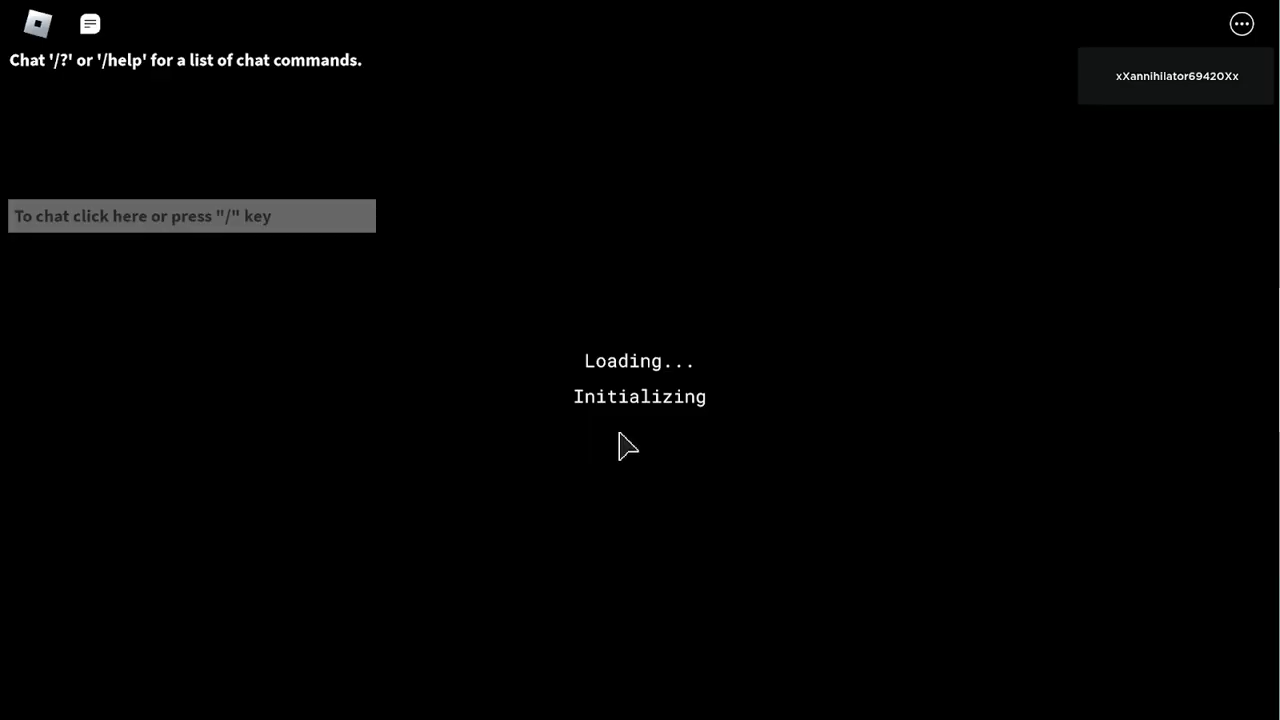 Chat '/?' or '/help' for a list of chat commands.
xXannihilator69420Xx
To chat click here or press "/" key
Loading...
Initializing